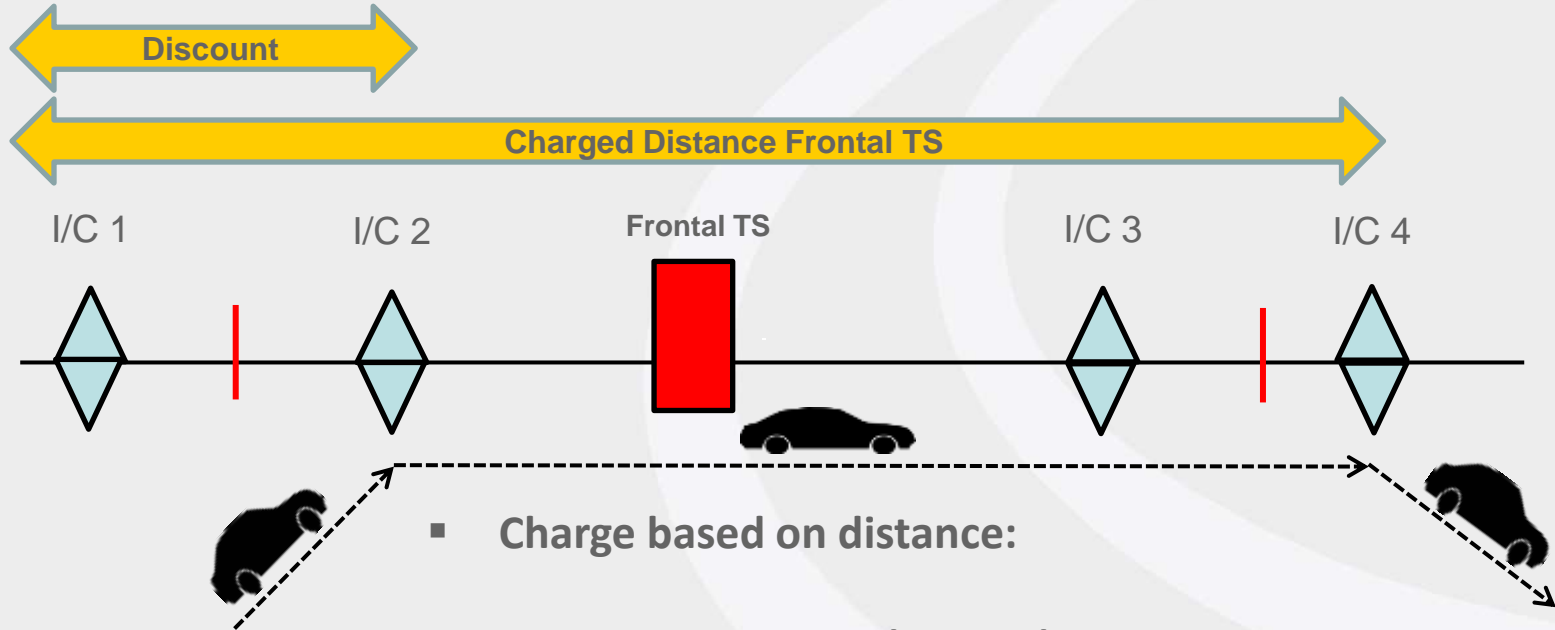 Discount
Charged Distance Frontal TS
I/C 1 I/C 2 Frontal TS I/C 3 I/C 4
▪ Charge based on distance: